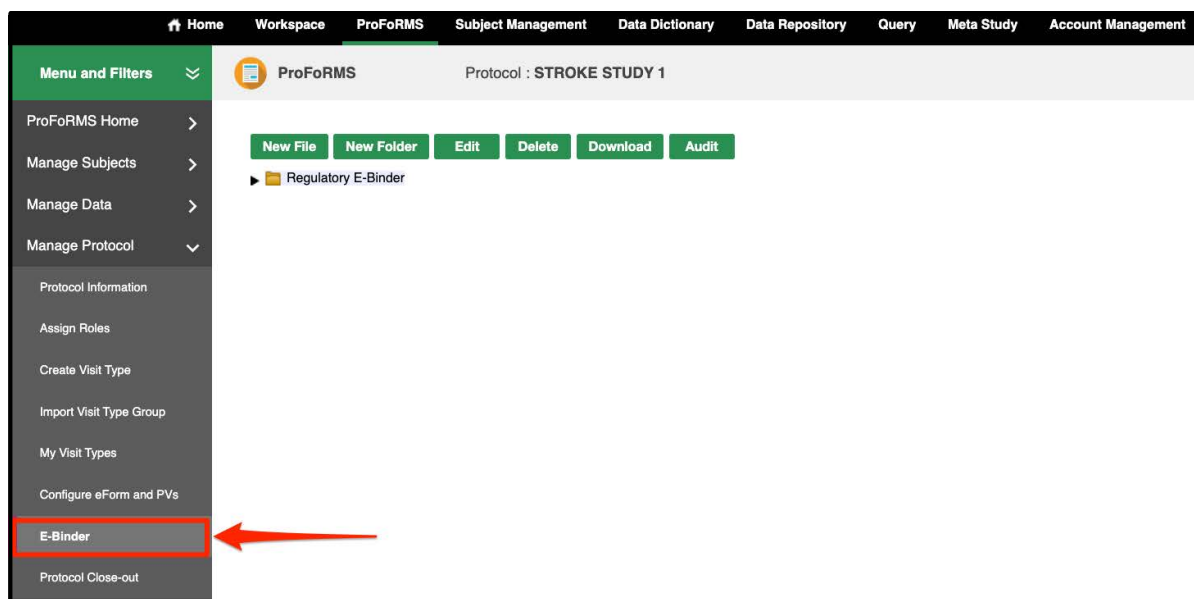 Home Workspace ProFoRMS Subject Management Data Dictionary Data Repository Query Meta Study Account Management
Menu and Filters
ProFoRMS Protocol : STROKE STUDY 1
ProFoRMS Home
New File New Folder Edit Delete Download Audit
Manage Subjects
Regulatory E-Binder
Manage Data
Manage Protocol
Protocol Information
Assign Roles
Create Visit Type
Import Visit Type Group
My Visit Types
Configure eForm and PVs
E-Binder
Protocol Close-out